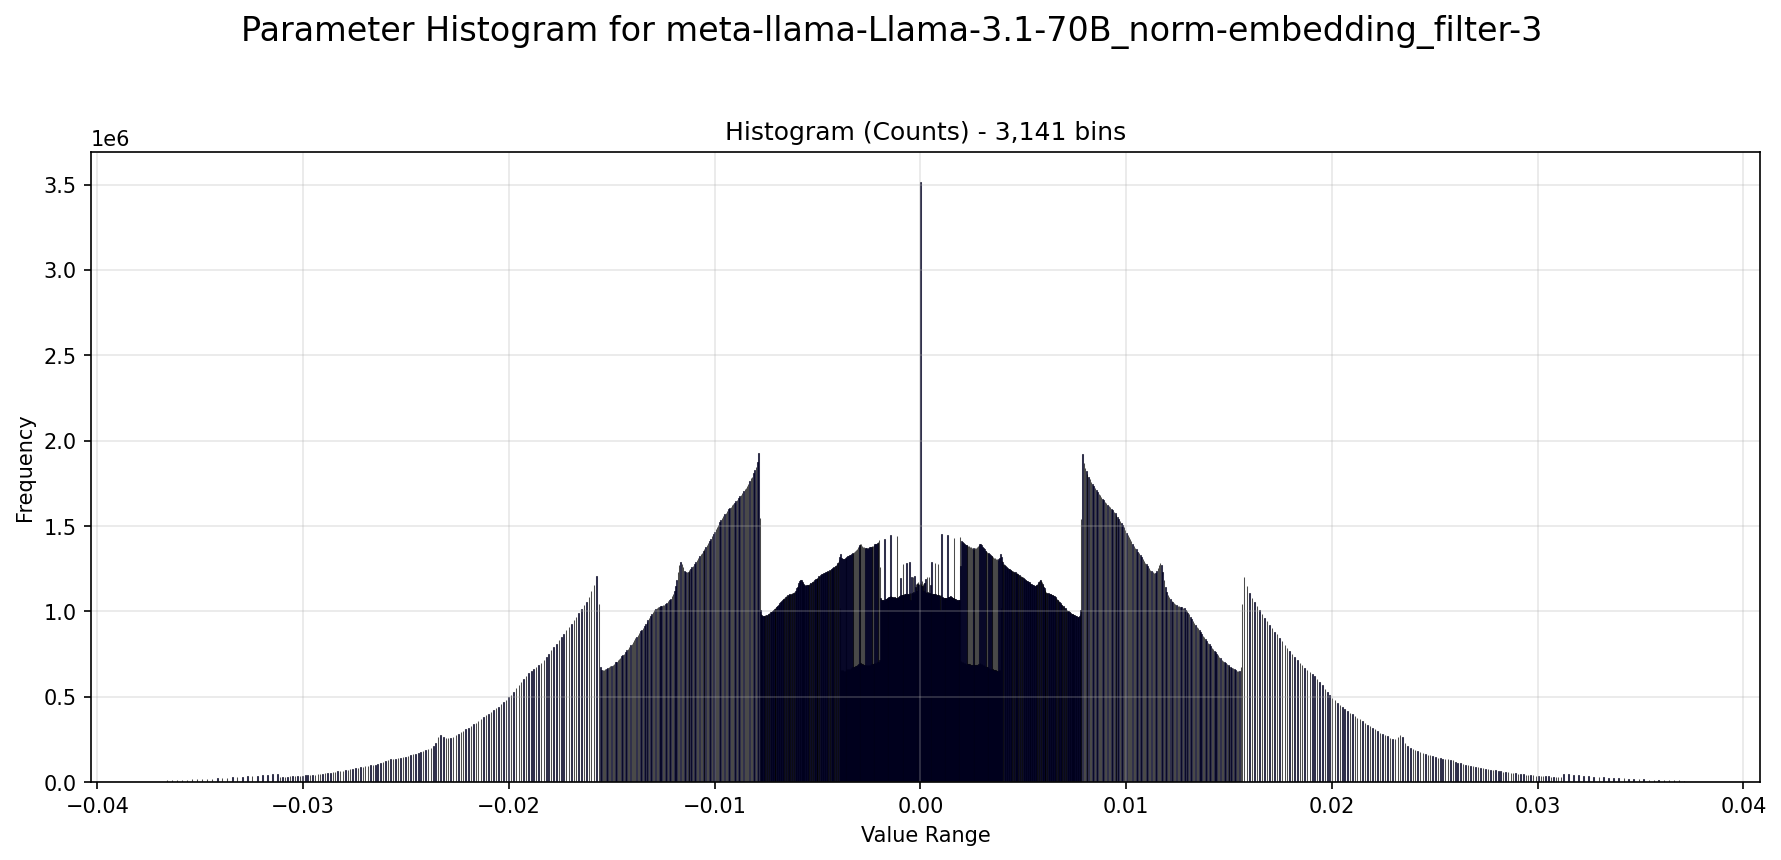 Parameter Histogram for meta-llama-Llama-3.1-70B_norm-embedding_filter-3
Histogram (Counts) - 3,141 bins
1e6
3.5
3.0
2.5
2.0
1.5
1.0
0.5
0.0
Frequency
−0.04 −0.03 −0.02 −0.01 0.00 0.01 0.02 0.03 0.04
Value Range